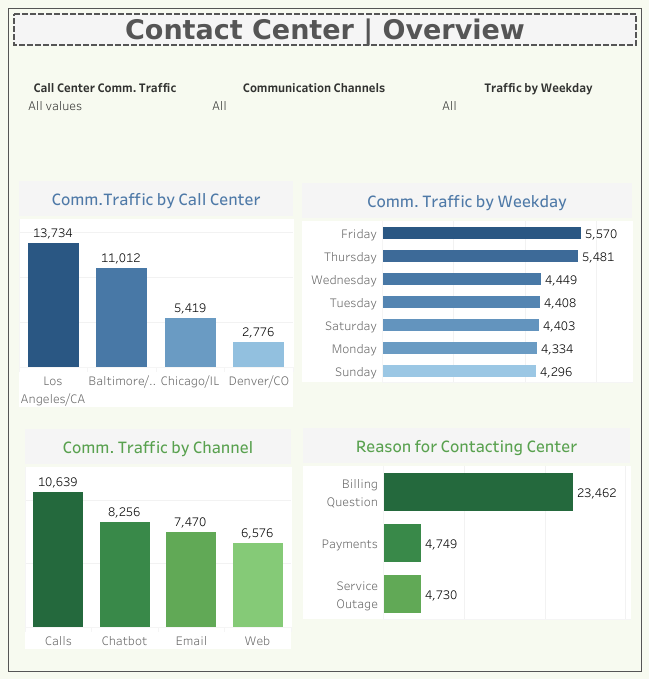 Contact Center | Overview
Call Center Comm. Traffic
All values
Communication Channels
All
Traffic by Weekday
All
Comm.Traffic by Call Center
13,734
11,012
5,419
2,776
Los
Angeles/CA
Baltimore/..
Chicago/IL
Denver/CO
Comm. Traffic by Weekday
Friday 5,570
Thursday 5,481
Wednesday 4,449
Tuesday 4,408
Saturday 4,403
Monday 4,334
Sunday 4,296
Comm. Traffic by Channel
10,639
8,256
7,470
6,576
Calls
Chatbot
Email
Web
Reason for Contacting Center
Billing
Question
23,462
Payments 4,749
Service
Outage
4,730